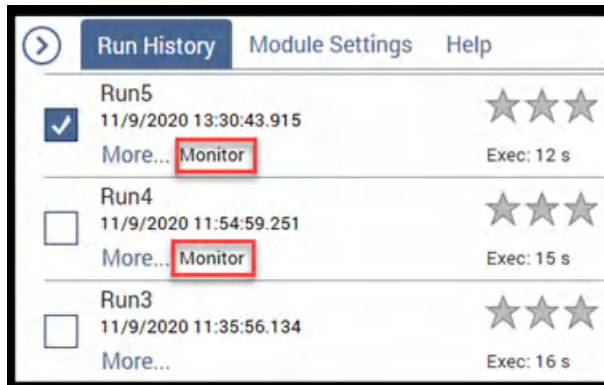 Run History Module Settings Help
Run5
11/9/2020 13:30:43.915
More... Monitor Exec: 12 s
Run4
11/9/2020 11:54:59.251
More... Monitor Exec: 15 s
Run3
11/9/2020 11:35:56.134
More... Exec: 16 s